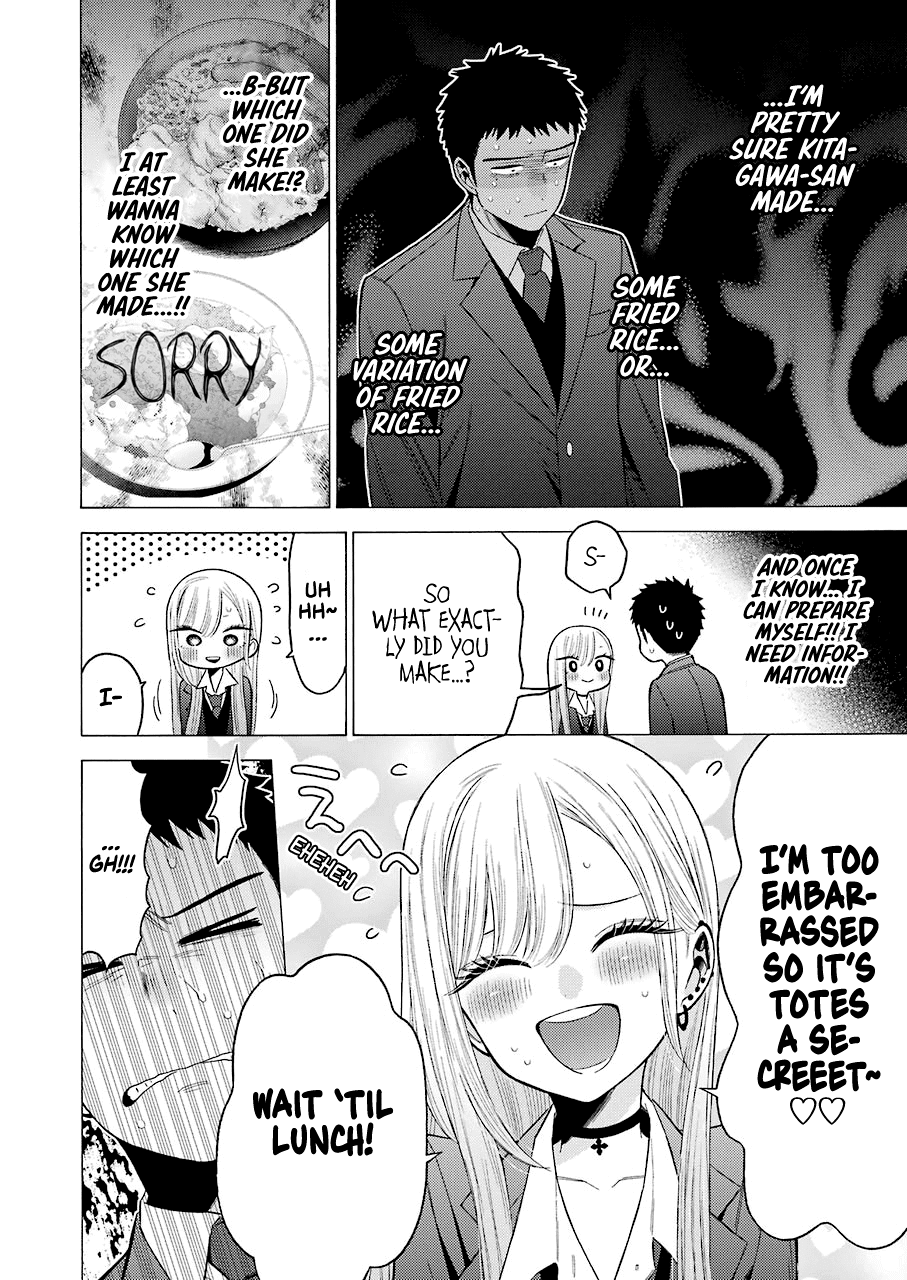 ...I'M
PRETTY
SURE KITA-
GAWA-SAN
MADE...
SOME
FRIED
RICE...
OR...
SOME
VARIATION
OF FRIED
RICE...
...B-BUT
WHICH
ONE DID
SHE
MAKE!?
I AT
LEAST
WANNA
KNOW
WHICH
ONE SHE
MADE...!!
SORRY
AND ONCE
I KNOW... I
CAN PREPARE
MYSELF!! I
NEED INFOR-
MATION!!
S-
SO
WHAT EXACT-
LY DID YOU
MAKE...?
UH
HH~
....
I-
I'M TOO
EMBAR-
RASSED
SO IT'S
TOTES
A SE-
CREEET~
♡♡
えへへ
EHEHEH
WAIT 'TIL
LUNCH!
...
GH!!!